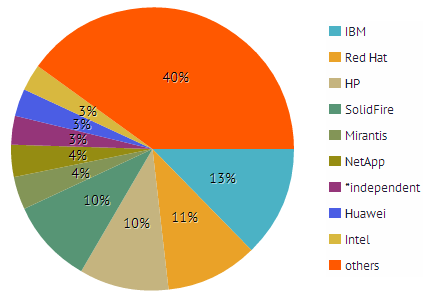 40%
3%
3%
3%
4%
4%
10%
10%
11%
13%
IBM
Red Hat
HP
SolidFire
Mirantis
NetApp
*independent
Huawei
Intel
others